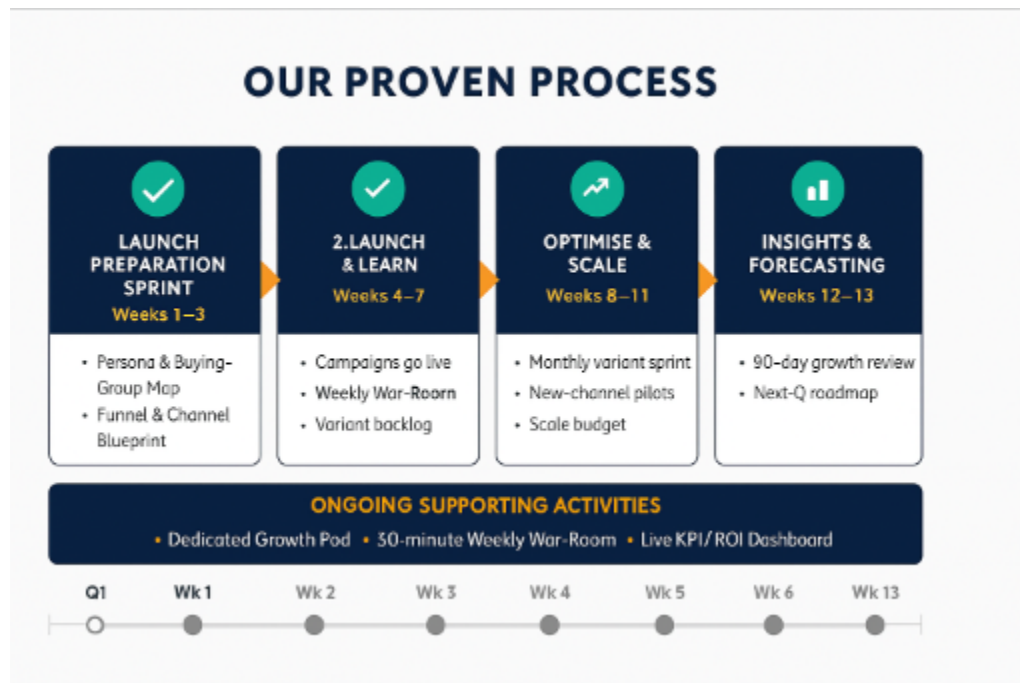 OUR PROVEN PROCESS
LAUNCH
PREPARATION
SPRINT
Weeks 1–3
• Persona & Buying-
Group Map
• Funnel & Channel
Blueprint
2.LAUNCH
& LEARN
Weeks 4–7
• Campaigns go live
• Weekly War-Roorn
• Variant backlog
OPTIMISE &
SCALE
Weeks 8–11
• Monthly variant sprint
• New-channel pilots
• Scale budget
INSIGHTS &
FORECASTING
Weeks 12–13
• 90-day growth review
• Next-Q roadmap
ONGOING SUPPORTING ACTIVITIES
• Dedicated Growth Pod • 30-minute Weekly War-Room • Live KPI/ROI Dashboard
Q1 Wk 1 Wk 2 Wk 3 Wk 4 Wk 5 Wk 6 Wk 13